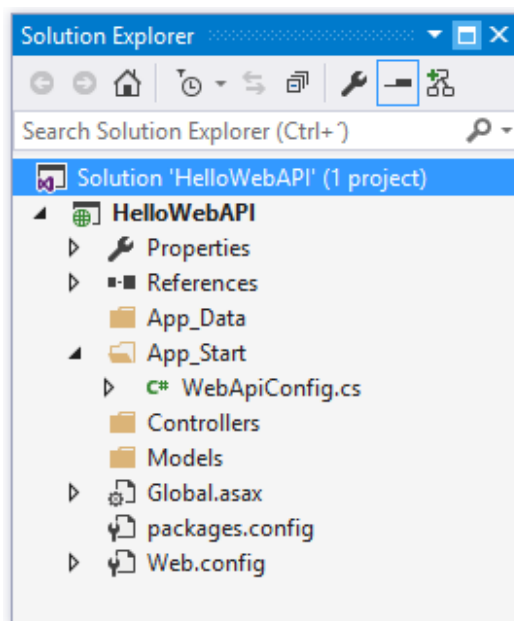 Solution Explorer
Search Solution Explorer (Ctrl+´)
Solution 'HelloWebAPI' (1 project)
HelloWebAPI
Properties
References
App_Data
App_Start
C# WebApiConfig.cs
Controllers
Models
Global.asax
packages.config
Web.config